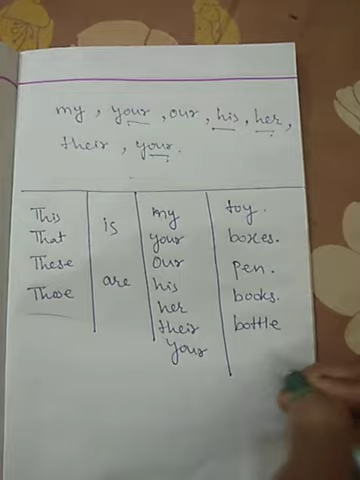 my, your, our, his, her,
their, your.
This is my toy.
That your boxes.
These our pen.
Those are his books.
her bottle
their
your